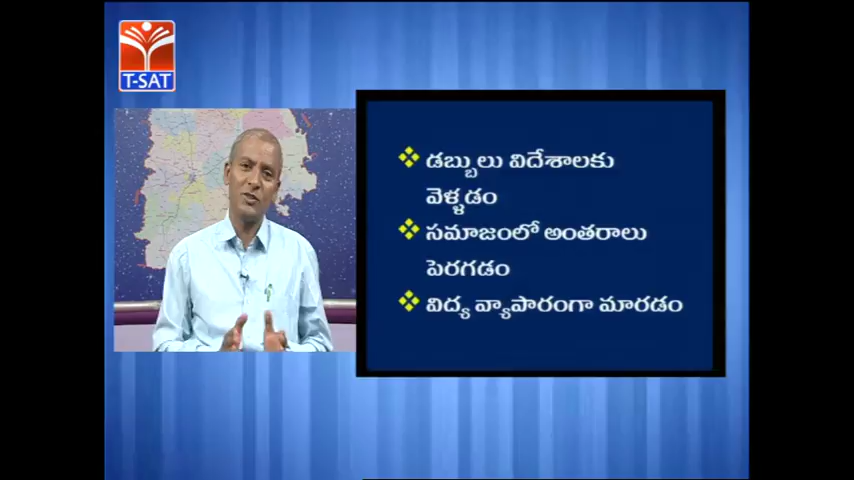 T-SAT
డబ్బులు విదేశాలకు
వెళ్ళడం
సమాజంలో అంతరాలు
పెరగడం
విద్య వ్యాపారంగా మారడం